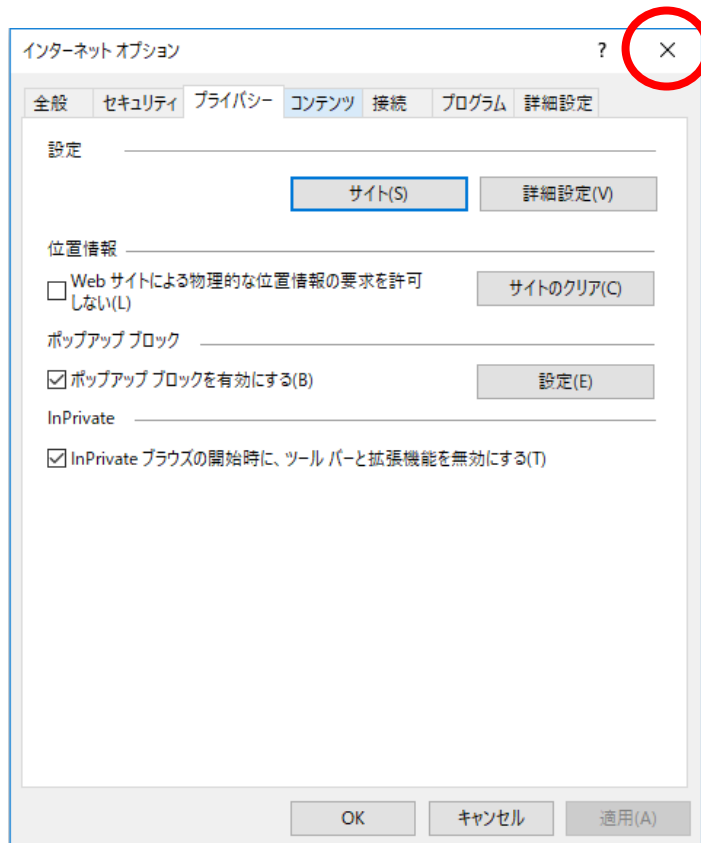 インターネット オプション ?
全般 セキュリティ プライバシー コンテンツ 接続 プログラム 詳細設定
設定
サイト(S) 詳細設定(V)
位置情報
Web サイトによる物理的な位置情報の要求を許可
しない(L)
サイトのクリア(C)
ポップアップ ブロック
ポップアップ ブロックを有効にする(B) 設定(E)
InPrivate
InPrivate ブラウズの開始時に、ツール バーと拡張機能を無効にする(T)
OK キャンセル 適用(A)